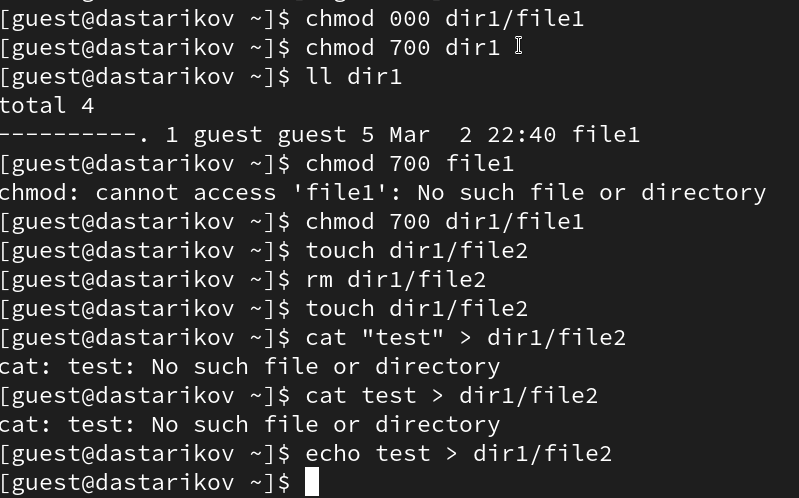 [guest@dastarikov ~]$ chmod 000 dir1/file1
[guest@dastarikov ~]$ chmod 700 dir1
[guest@dastarikov ~]$ ll dir1
total 4
----------. 1 guest guest 5 Mar  2 22:40 file1
[guest@dastarikov ~]$ chmod 700 file1
chmod: cannot access 'file1': No such file or directory
[guest@dastarikov ~]$ chmod 700 dir1/file1
[guest@dastarikov ~]$ touch dir1/file2
[guest@dastarikov ~]$ rm dir1/file2
[guest@dastarikov ~]$ touch dir1/file2
[guest@dastarikov ~]$ cat "test" > dir1/file2
cat: test: No such file or directory
[guest@dastarikov ~]$ cat test > dir1/file2
cat: test: No such file or directory
[guest@dastarikov ~]$ echo test > dir1/file2
[guest@dastarikov ~]$